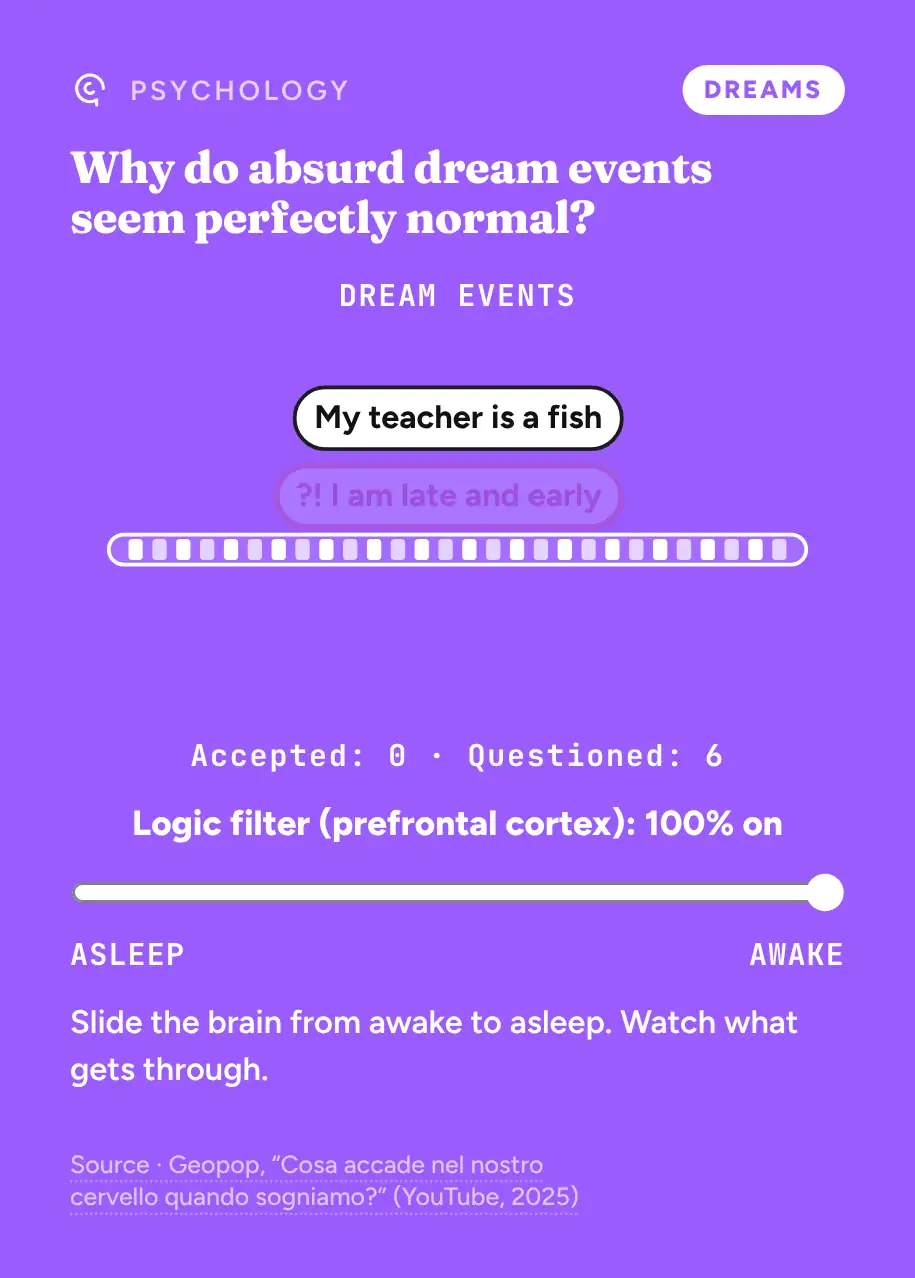 PSYCHOLOGY
DREAMS
Why do absurd dream events
seem perfectly normal?
DREAM EVENTS
My teacher is a fish
?! I am late and early
Accepted: 0 · Questioned: 6
Logic filter (prefrontal cortex): 100% on
ASLEEP
AWAKE
Slide the brain from awake to asleep. Watch what
gets through.
Source · Geopop, “Cosa accade nel nostro
cervello quando sogniamo?” (YouTube, 2025)